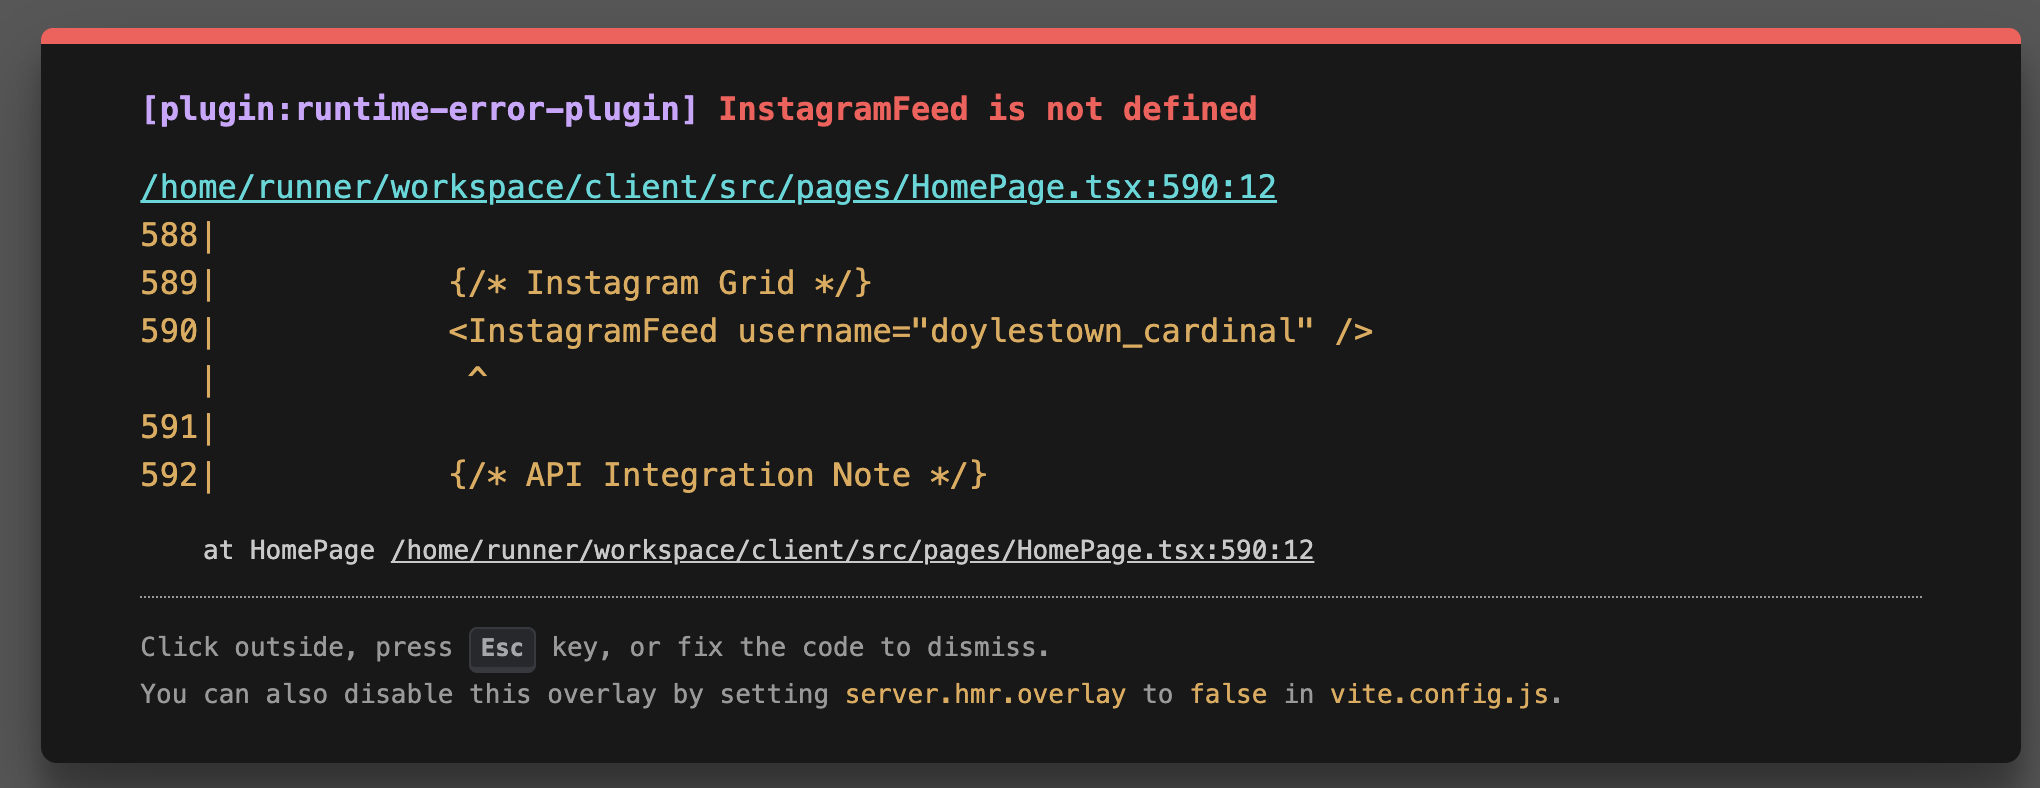 [plugin:runtime-error-plugin] InstagramFeed is not defined
/home/runner/workspace/client/src/pages/HomePage.tsx:590:12
588|
589|            {/* Instagram Grid */}
590|            <InstagramFeed username="doylestown_cardinal" />
   |             ^
591|
592|            {/* API Integration Note */}
at HomePage /home/runner/workspace/client/src/pages/HomePage.tsx:590:12
Click outside, press Esc key, or fix the code to dismiss.
You can also disable this overlay by setting server.hmr.overlay to false in vite.config.js.